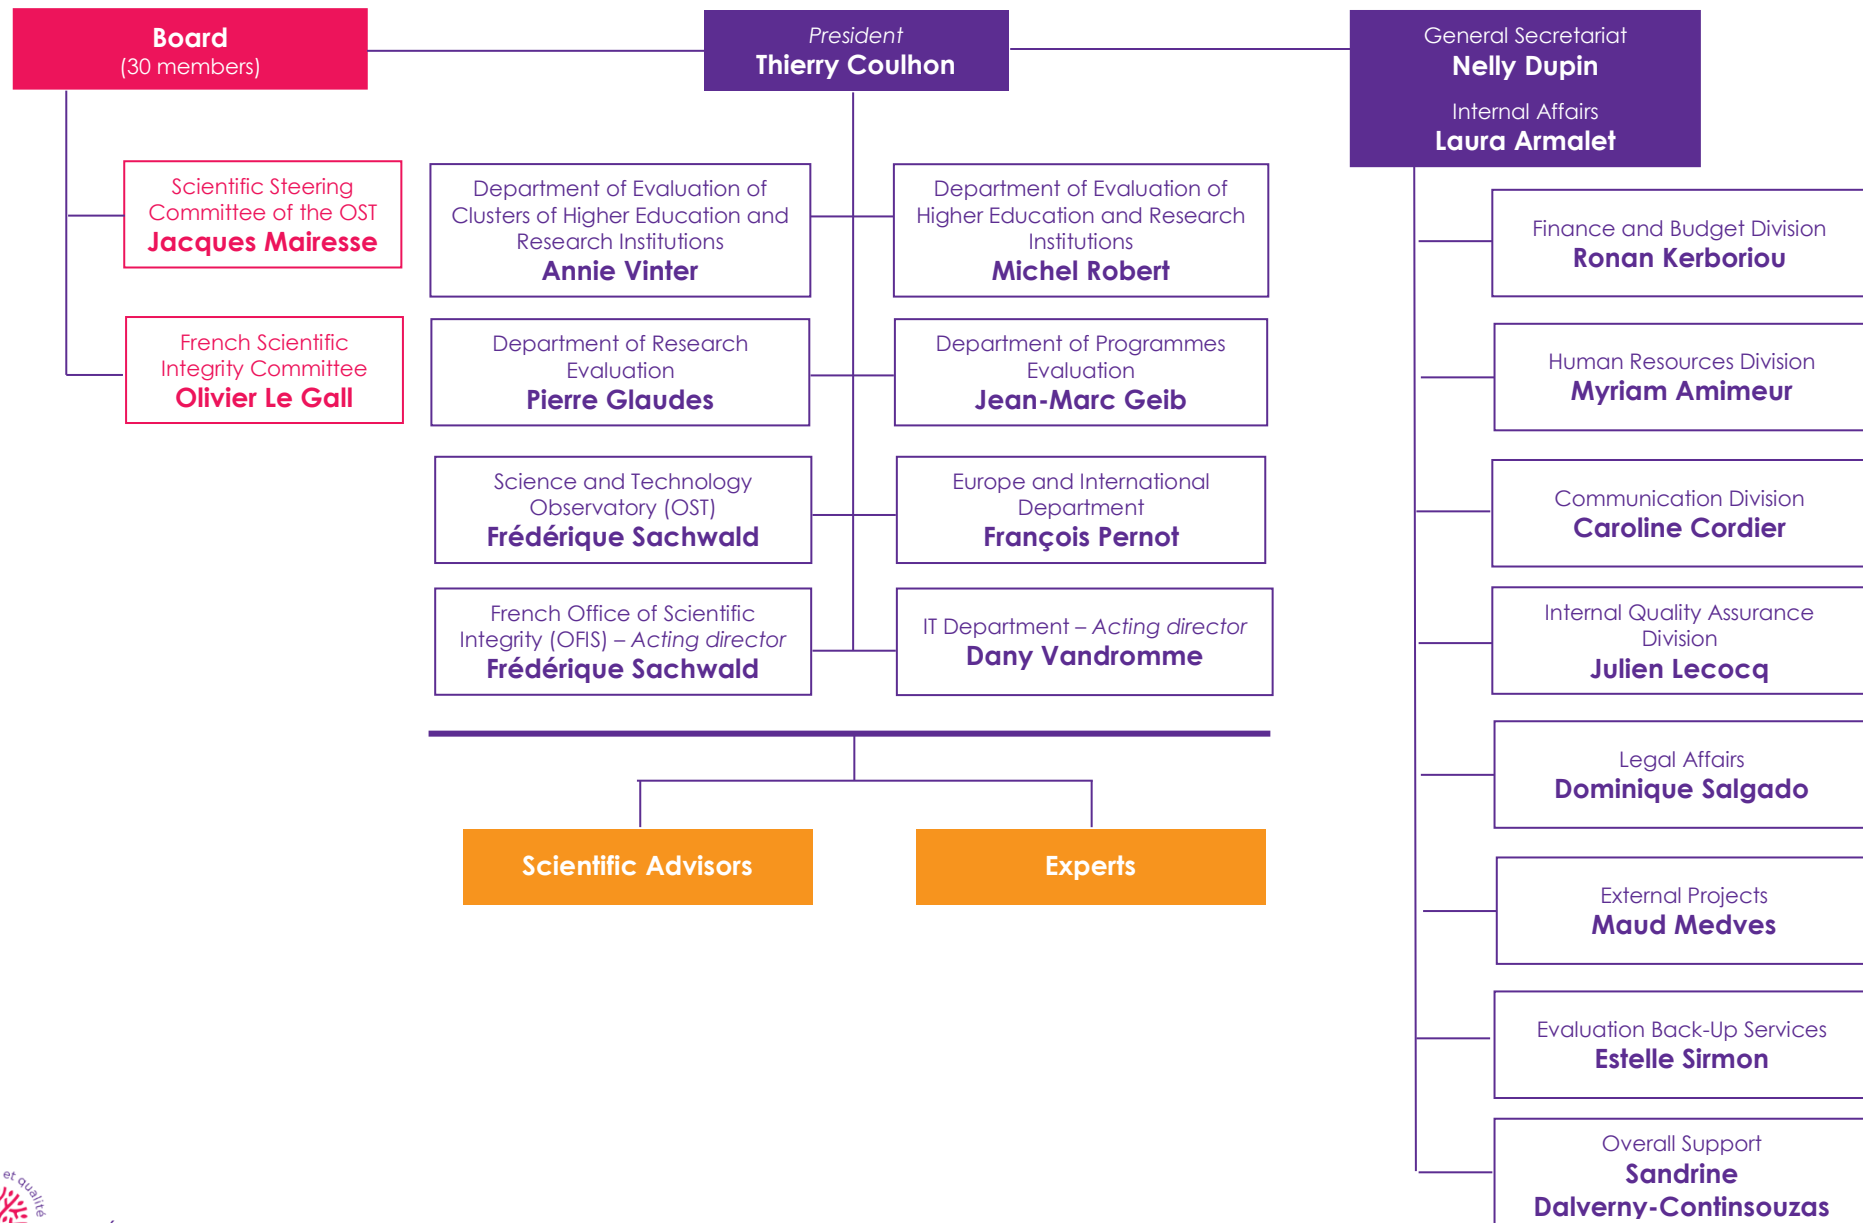 Board
(30 members)
President
Thierry Coulhon
General Secretariat
Nelly Dupin
Internal Affairs
Laura Armalet
Scientific Steering
Committee of the OST
Jacques Mairesse
French Scientific
Integrity Committee
Olivier Le Gall
Department of Evaluation of
Clusters of Higher Education and
Research Institutions
Annie Vinter
Department of Evaluation of
Higher Education and Research
Institutions
Michel Robert
Department of Research
Evaluation
Pierre Glaudes
Department of Programmes
Evaluation
Jean-Marc Geib
Science and Technology
Observatory (OST)
Frédérique Sachwald
Europe and International
Department
François Pernot
French Office of Scientific
Integrity (OFIS) – Acting director
Frédérique Sachwald
IT Department – Acting director
Dany Vandromme
Scientific Advisors
Experts
Finance and Budget Division
Ronan Kerboriou
Human Resources Division
Myriam Amimeur
Communication Division
Caroline Cordier
Internal Quality Assurance
Division
Julien Lecocq
Legal Affairs
Dominique Salgado
External Projects
Maud Medves
Evaluation Back-Up Services
Estelle Sirmon
Overall Support
Sandrine
Dalverny-Continsouzas
et qualité